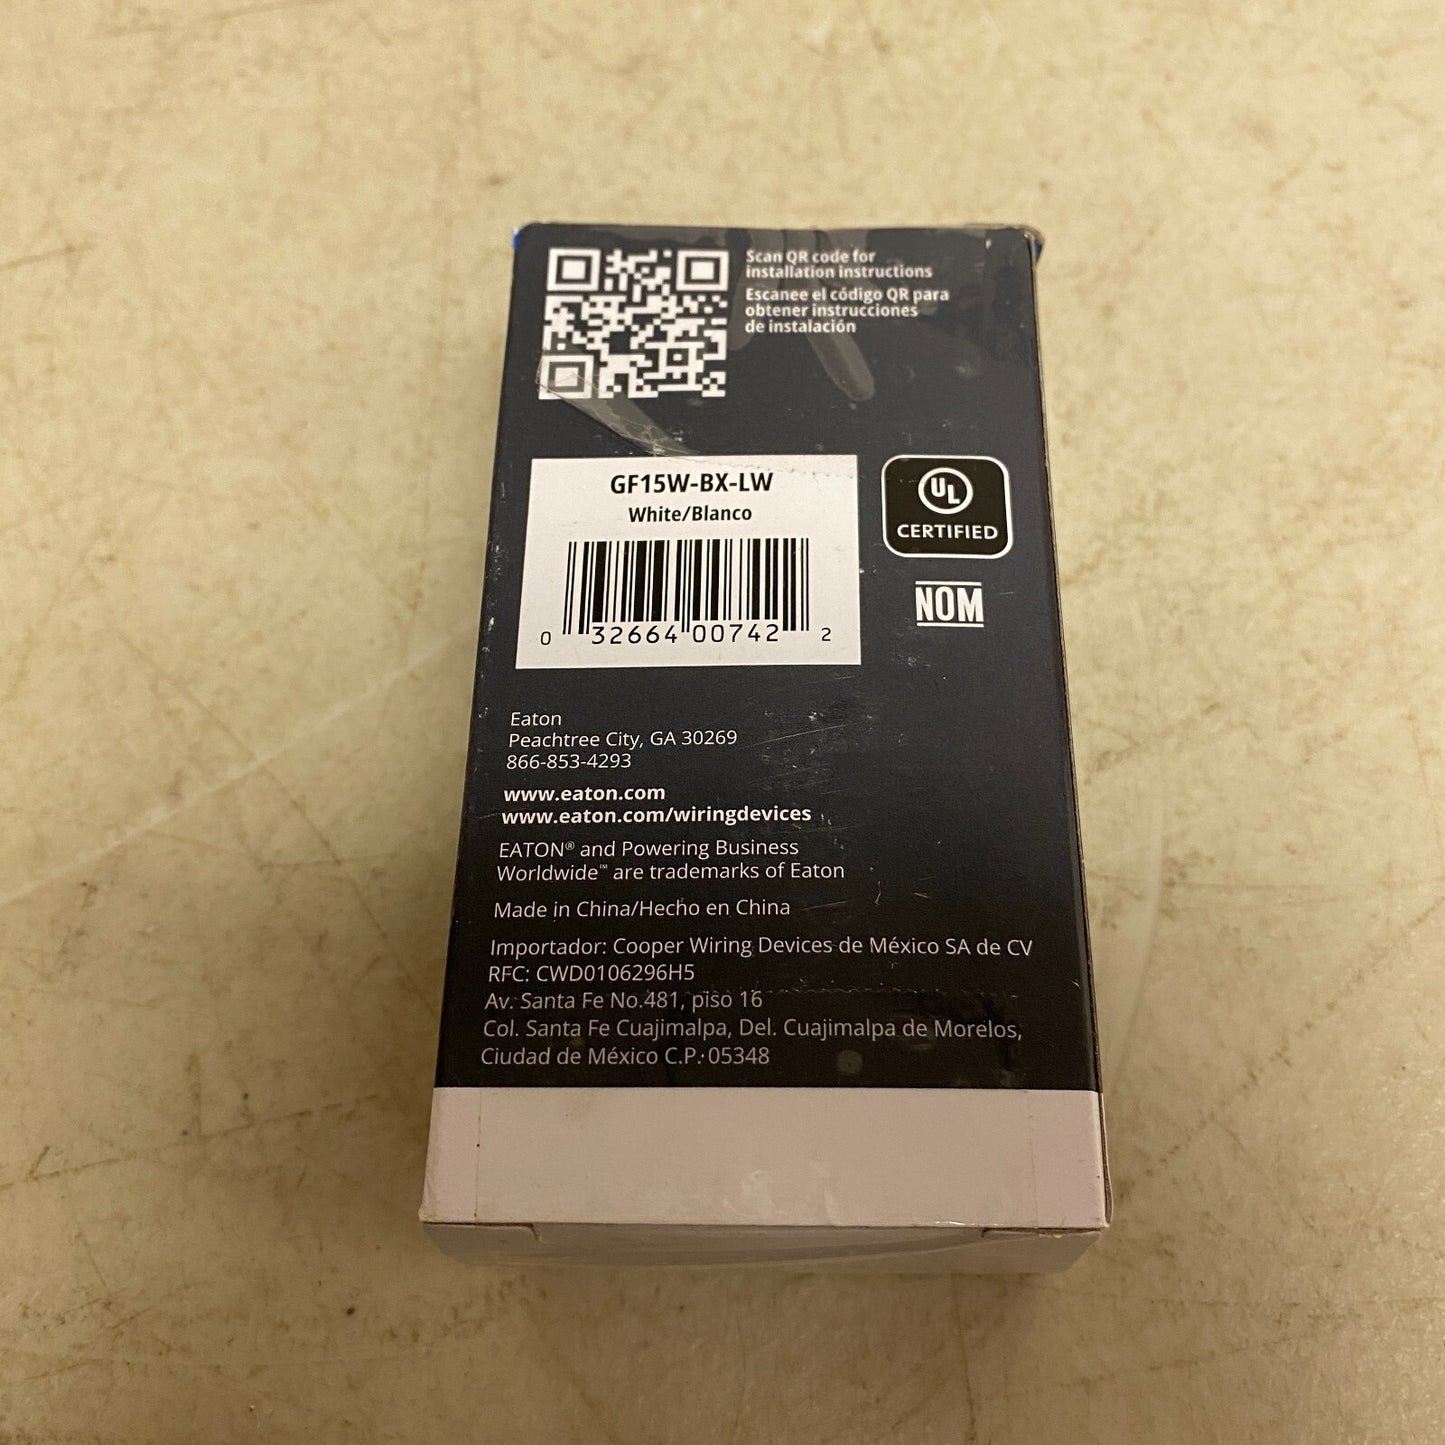 Scan QR code for
installation instructions
Escanee el código QR para
obtener instrucciones
de instalación
GF15W-BX-LW
White/Blanco
0 32664 00742 2
UL
CERTIFIED
NOM
Eaton
Peachtree City, GA 30269
866-853-4293
www.eaton.com
www.eaton.com/wiringdevices
EATON® and Powering Business
Worldwide™ are trademarks of Eaton
Made in China/Hecho en China
Importador: Cooper Wiring Devices de México SA de CV
RFC: CWD0106296H5
Av. Santa Fe No.481, piso 16
Col. Santa Fe Cuajimalpa, Del. Cuajimalpa de Morelos,
Ciudad de México C.P. 05348